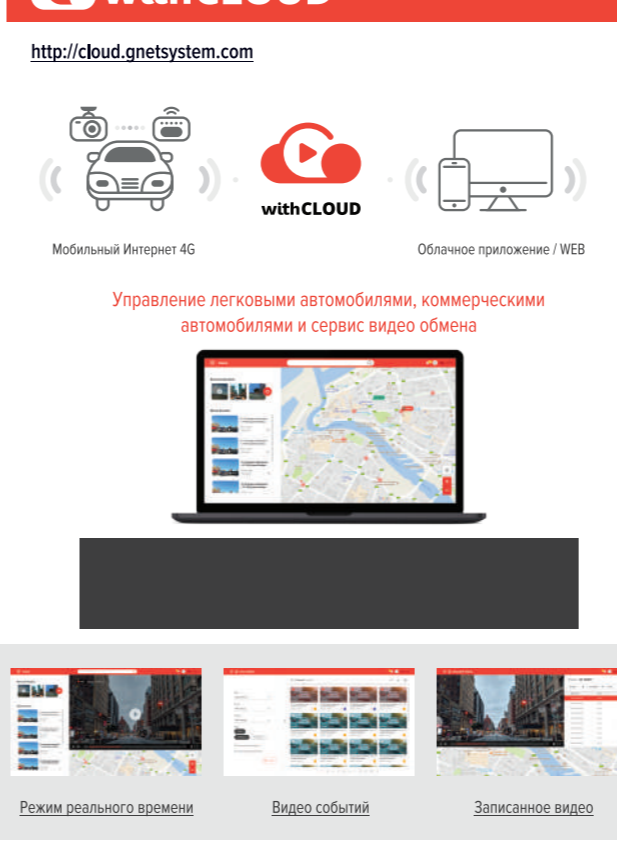 withCLOUD
http://cloud.gnetsystem.com
withCLOUD
Мобильный Интернет 4G
Облачное приложение / WEB
Управление легковыми автомобилями, коммерческими
автомобилями и сервис видео обмена
Режим реального времени
Видео событий
Записанное видео